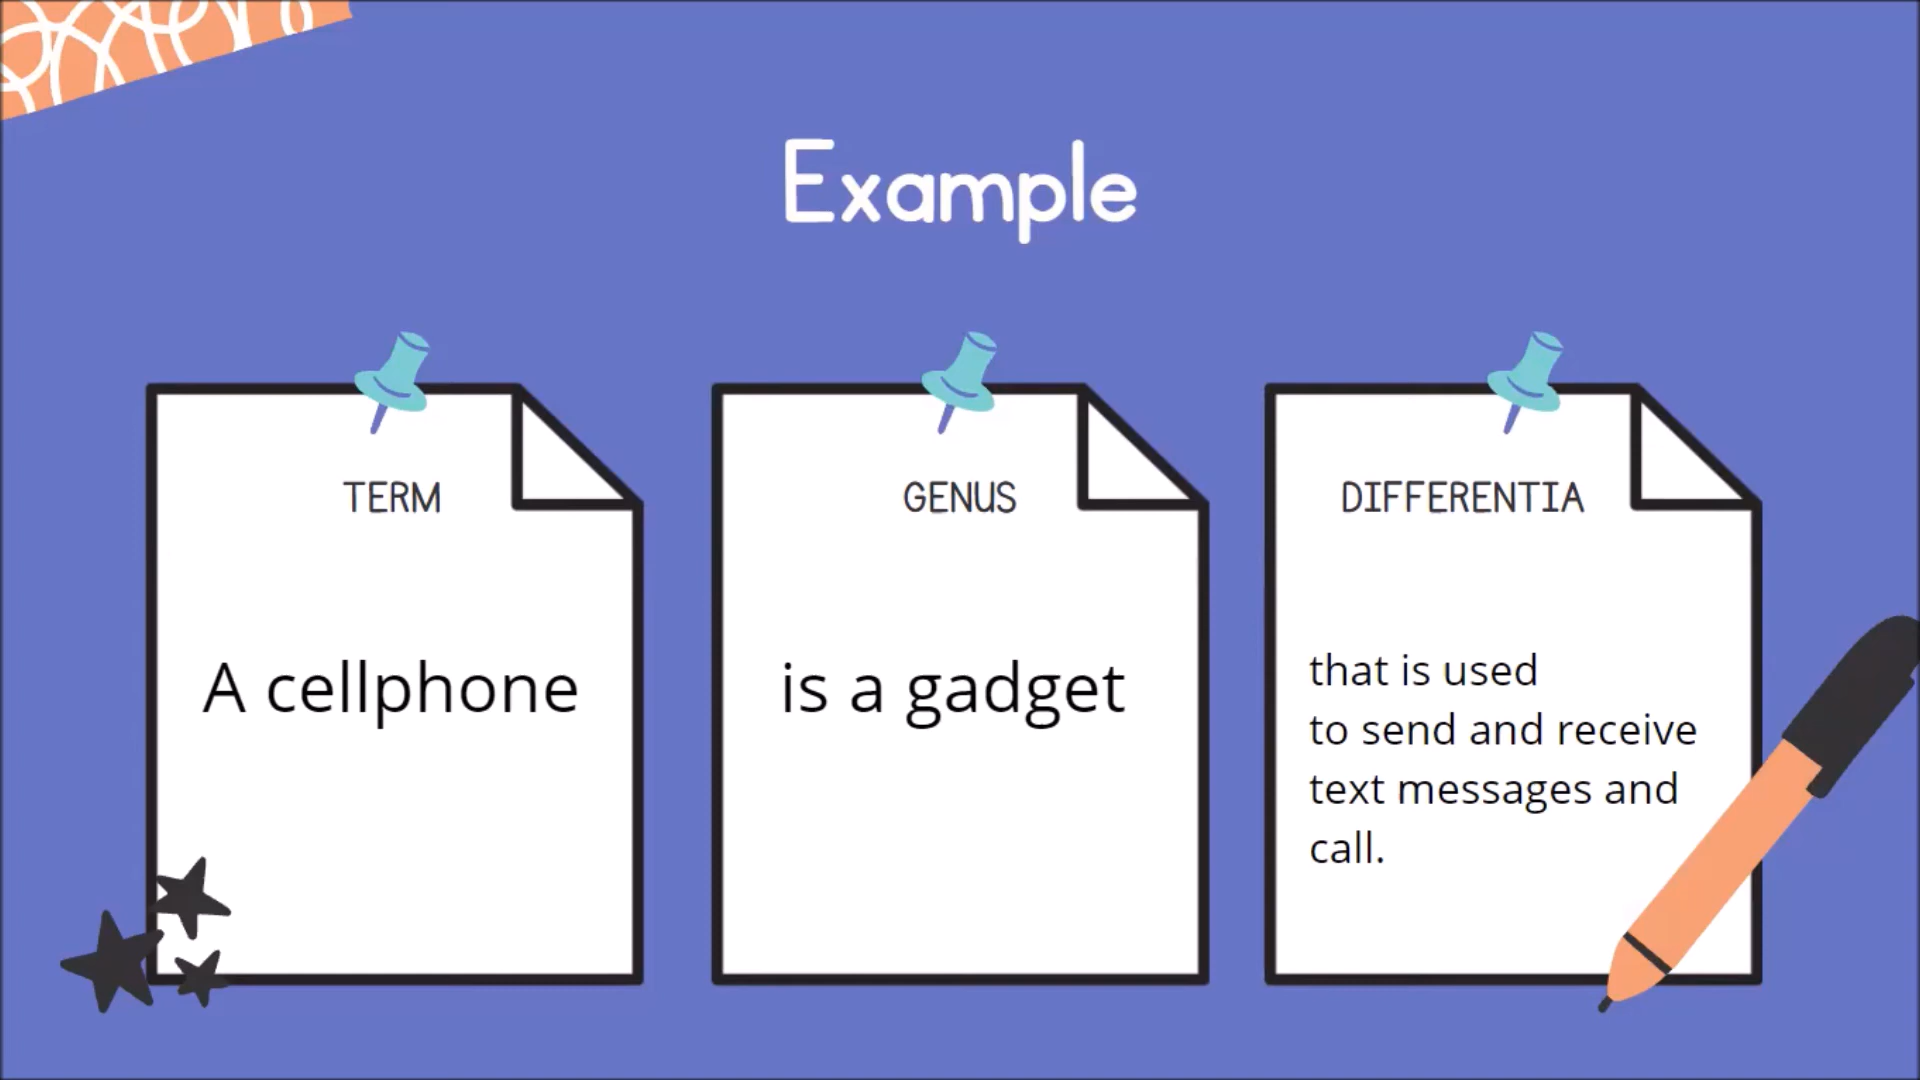 Example
TERM
A cellphone
GENUS
is a gadget
DIFFERENTIA
that is used
to send and receive
text messages and
call.